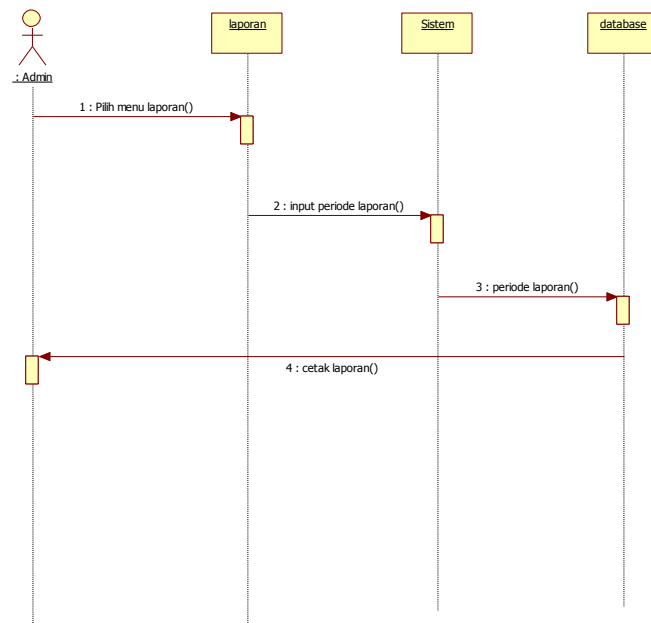 laporan
Sistem
database
: Admin
1 : Pilih menu laporan()
2 : input periode laporan()
3 : periode laporan()
4 : cetak laporan()